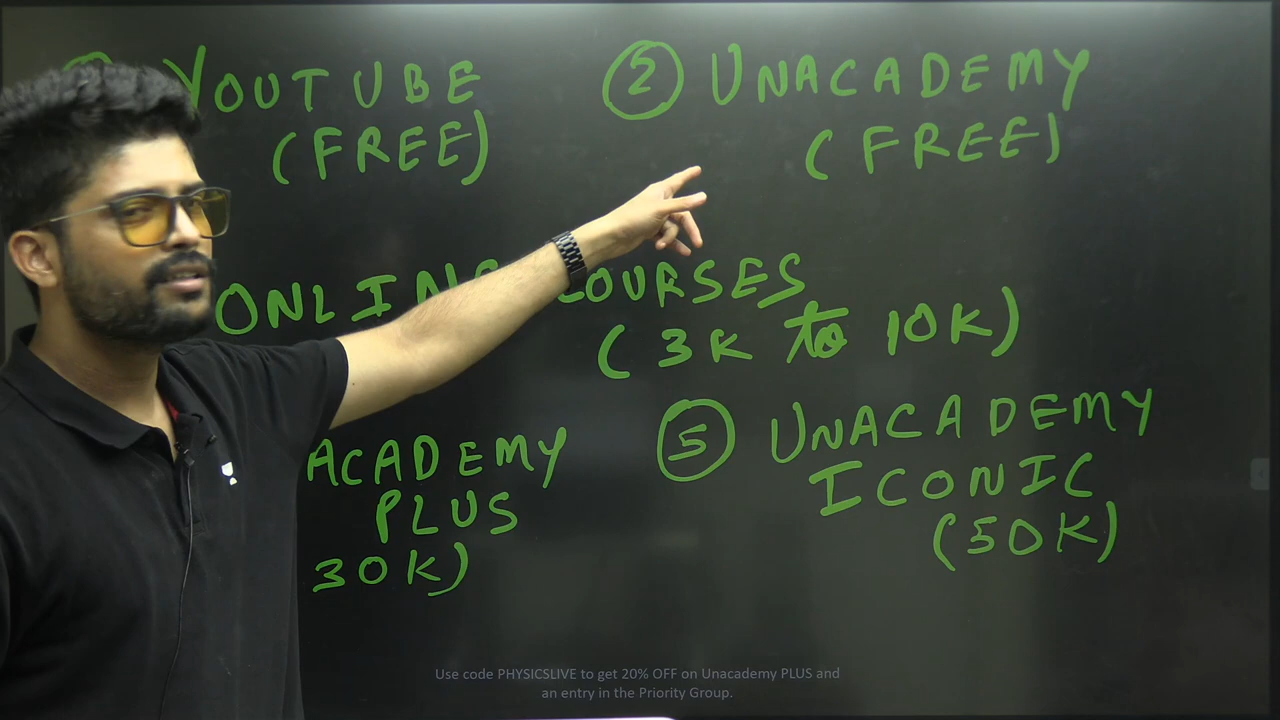 YOUTUBE
(FREE)
② UNACADEMY
(FREE)
ONLINE COURSES
(3K to 10K)
ACADEMY
PLUS
30K)
⑤ UNACADEMY
ICONIC
(50K)
Use code PHYSICSLIVE to get 20% OFF on Unacademy PLUS and
an entry in the Priority Group.